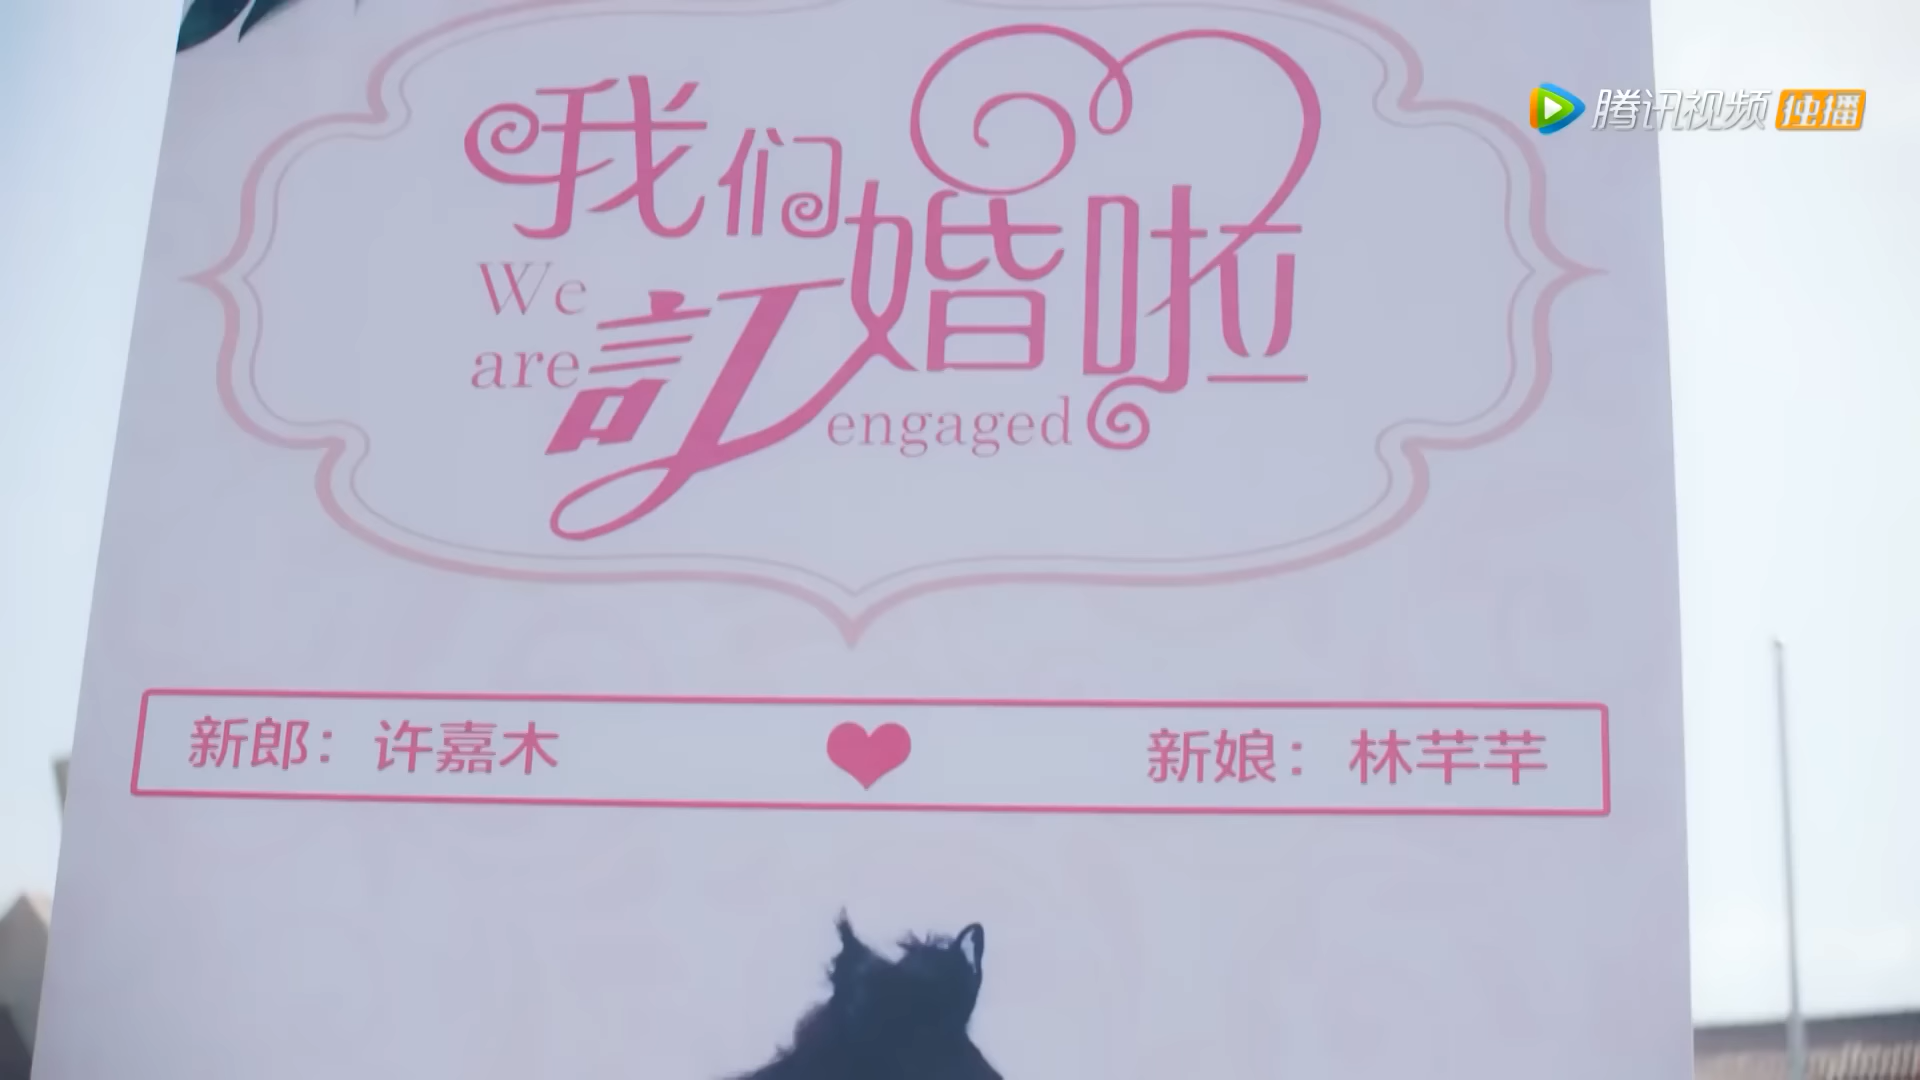 我们訂婚啦
We
are
engaged
新郎：许嘉木
新娘：林芊芊
腾讯视频 独播